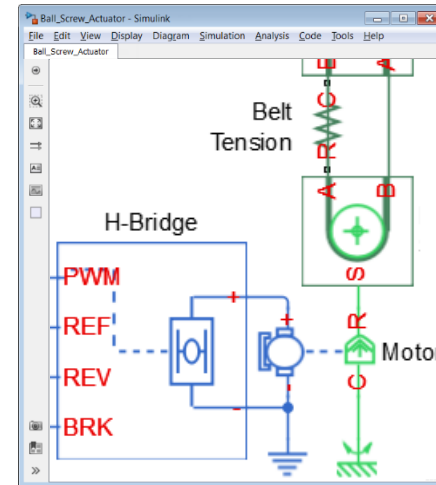 Ball_Screw_Actuator - Simulink
File Edit View Display Diagram Simulation Analysis Code Tools Help
Ball_Screw_Actuator
B A
C
Belt
Tension
R
A B
H-Bridge
S
PWM
+
+
REF
R
Motor
REV
C
-
-
BRK